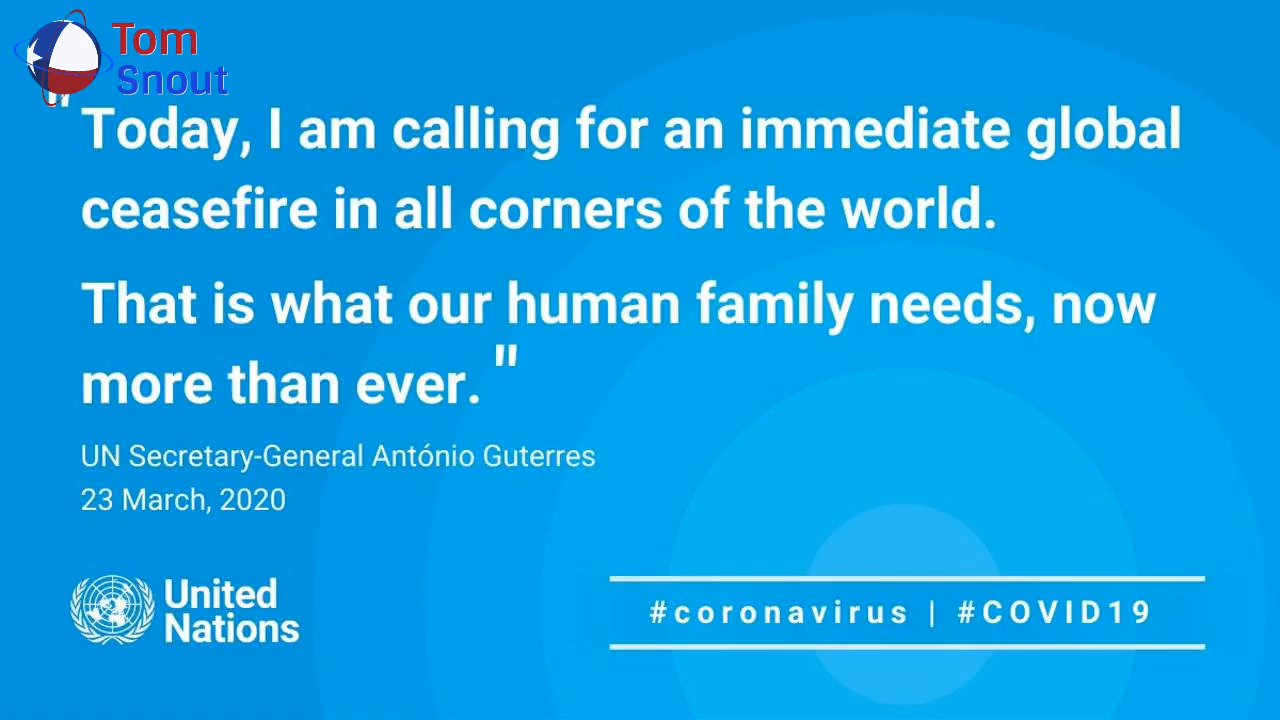 Tom
Snout
"Today, I am calling for an immediate global
ceasefire in all corners of the world.
That is what our human family needs, now
more than ever."
UN Secretary-General António Guterres
23 March, 2020
United
Nations
#coronavirus | #COVID19